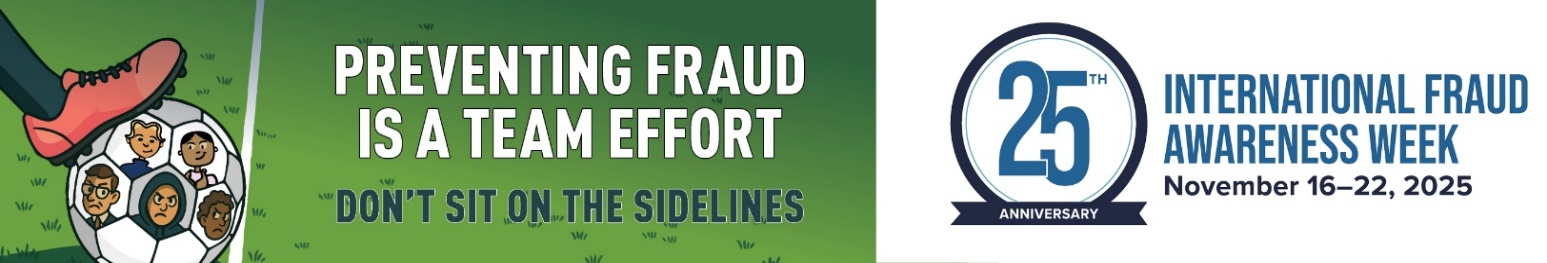 PREVENTING FRAUD
IS A TEAM EFFORT
DON'T SIT ON THE SIDELINES
25TH
ANNIVERSARY
INTERNATIONAL FRAUD
AWARENESS WEEK
November 16–22, 2025